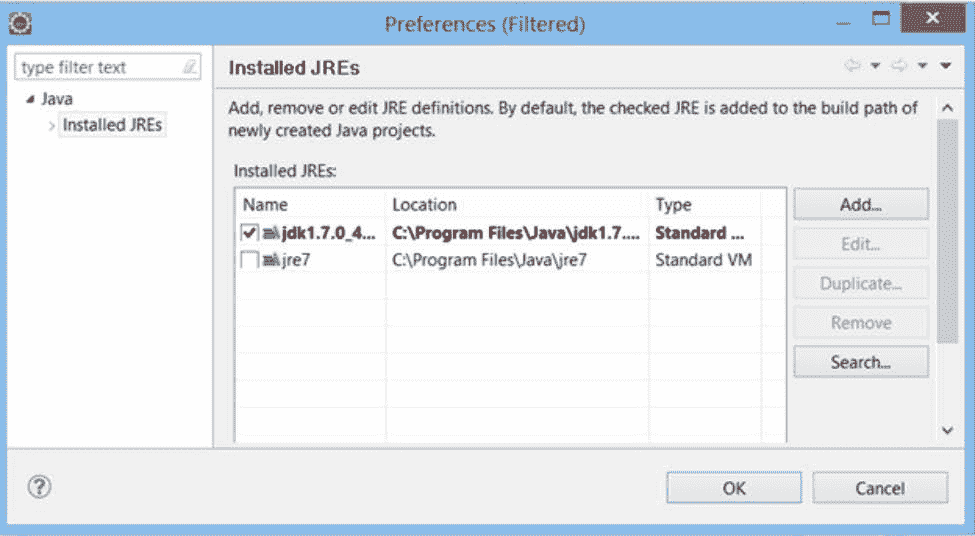 Preferences (Filtered)
type filter text
Java
Installed JREs
Installed JREs
Add, remove or edit JRE definitions. By default, the checked JRE is added to the build path of
newly created Java projects.
Installed JREs:
Name Location Type
jdk1.7.0_4... C:\Program Files\Java\jdk1.7.... Standard ...
jre7 C:\Program Files\Java\jre7 Standard VM
Add...
Edit...
Duplicate...
Remove
Search...
?
OK Cancel